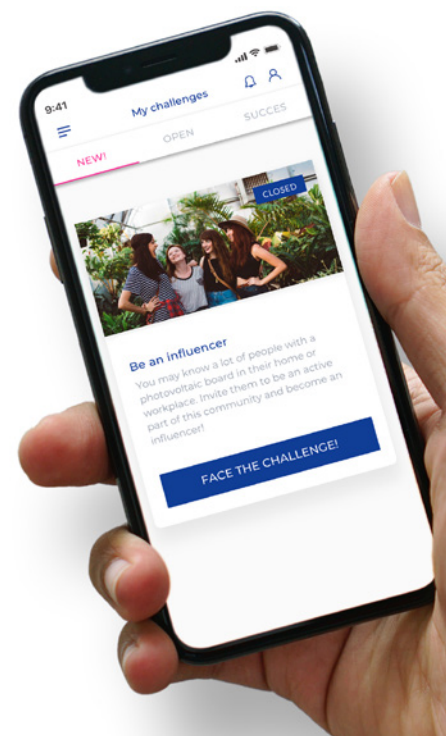 9:41
My challenges
NEW!
OPEN
SUCCES
CLOSED
Be an influencer
You may know a lot of people with a
photovoltaic board in their home or
workplace. Invite them to be an active
part of this community and become an
influencer!
FACE THE CHALLENGE!